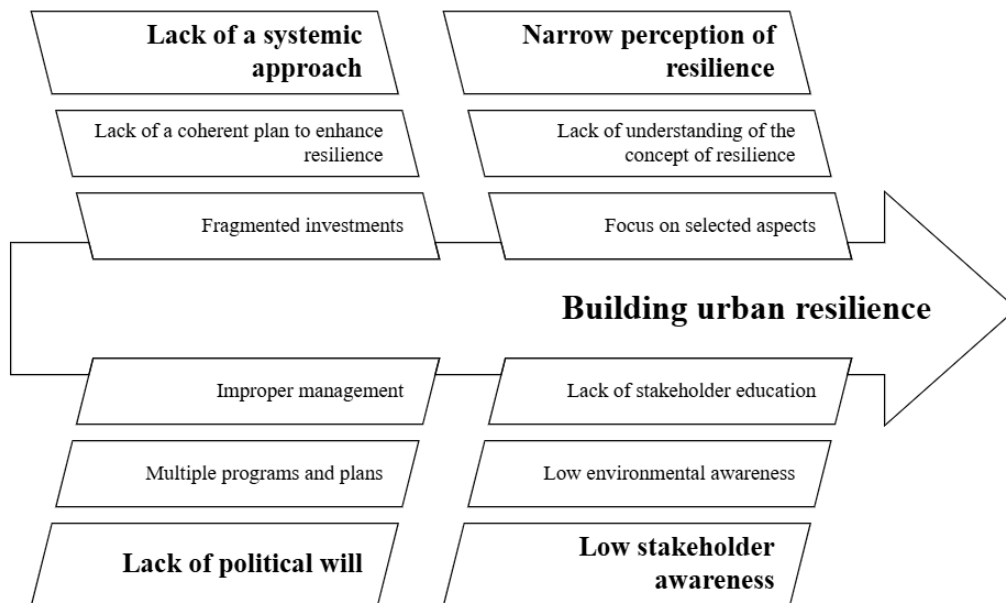 Lack of a systemic
approach
Narrow perception of
resilience
Lack of a coherent plan to enhance
resilience
Lack of understanding of the
concept of resilience
Fragmented investments
Focus on selected aspects
Building urban resilience
Improper management
Lack of stakeholder education
Multiple programs and plans
Low environmental awareness
Lack of political will
Low stakeholder
awareness